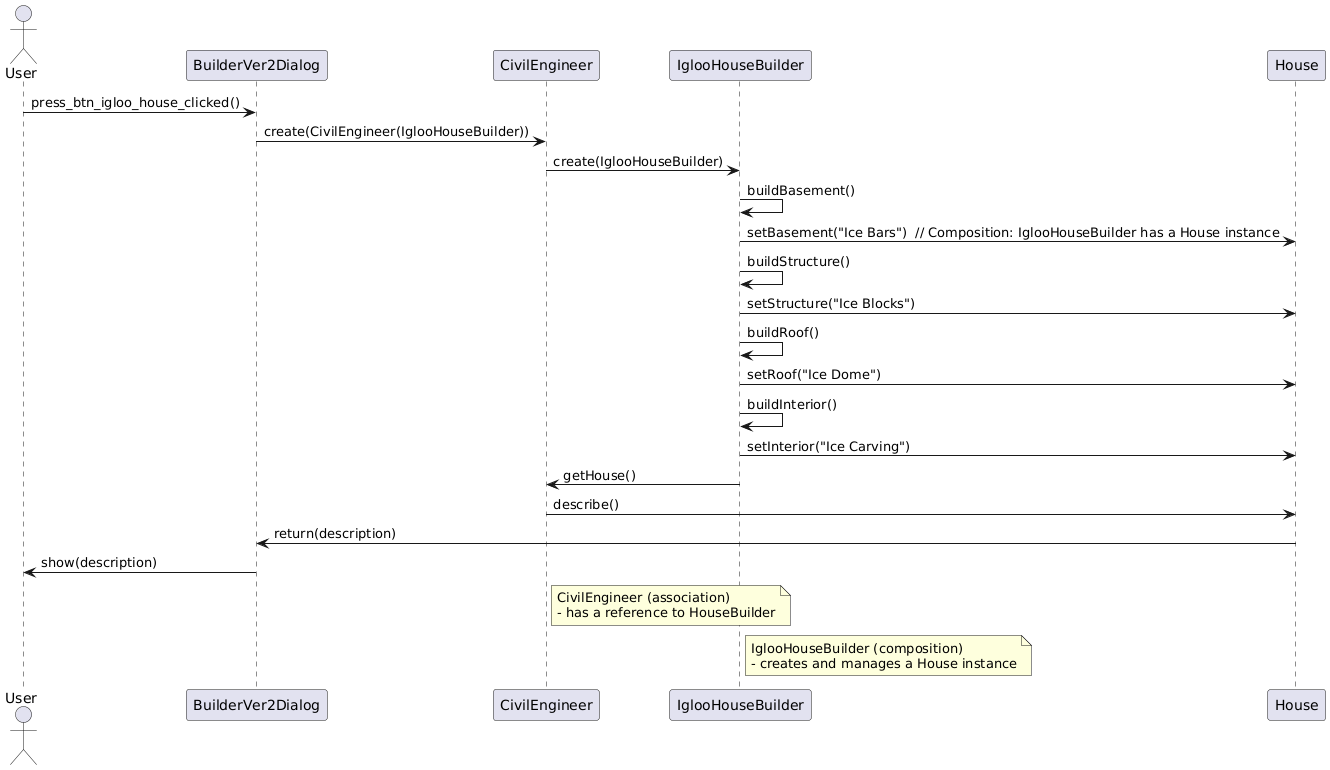 User
BuilderVer2Dialog
CivilEngineer
IglooHouseBuilder
House
press_btn_igloo_house_clicked()
create(CivilEngineer(IglooHouseBuilder))
create(IglooHouseBuilder)
buildBasement()
setBasement("Ice Bars")  // Composition: IglooHouseBuilder has a House instance
buildStructure()
setStructure("Ice Blocks")
buildRoof()
setRoof("Ice Dome")
buildInterior()
setInterior("Ice Carving")
getHouse()
describe()
return(description)
show(description)
CivilEngineer (association)
- has a reference to HouseBuilder
IglooHouseBuilder (composition)
- creates and manages a House instance
User
BuilderVer2Dialog
CivilEngineer
IglooHouseBuilder
House